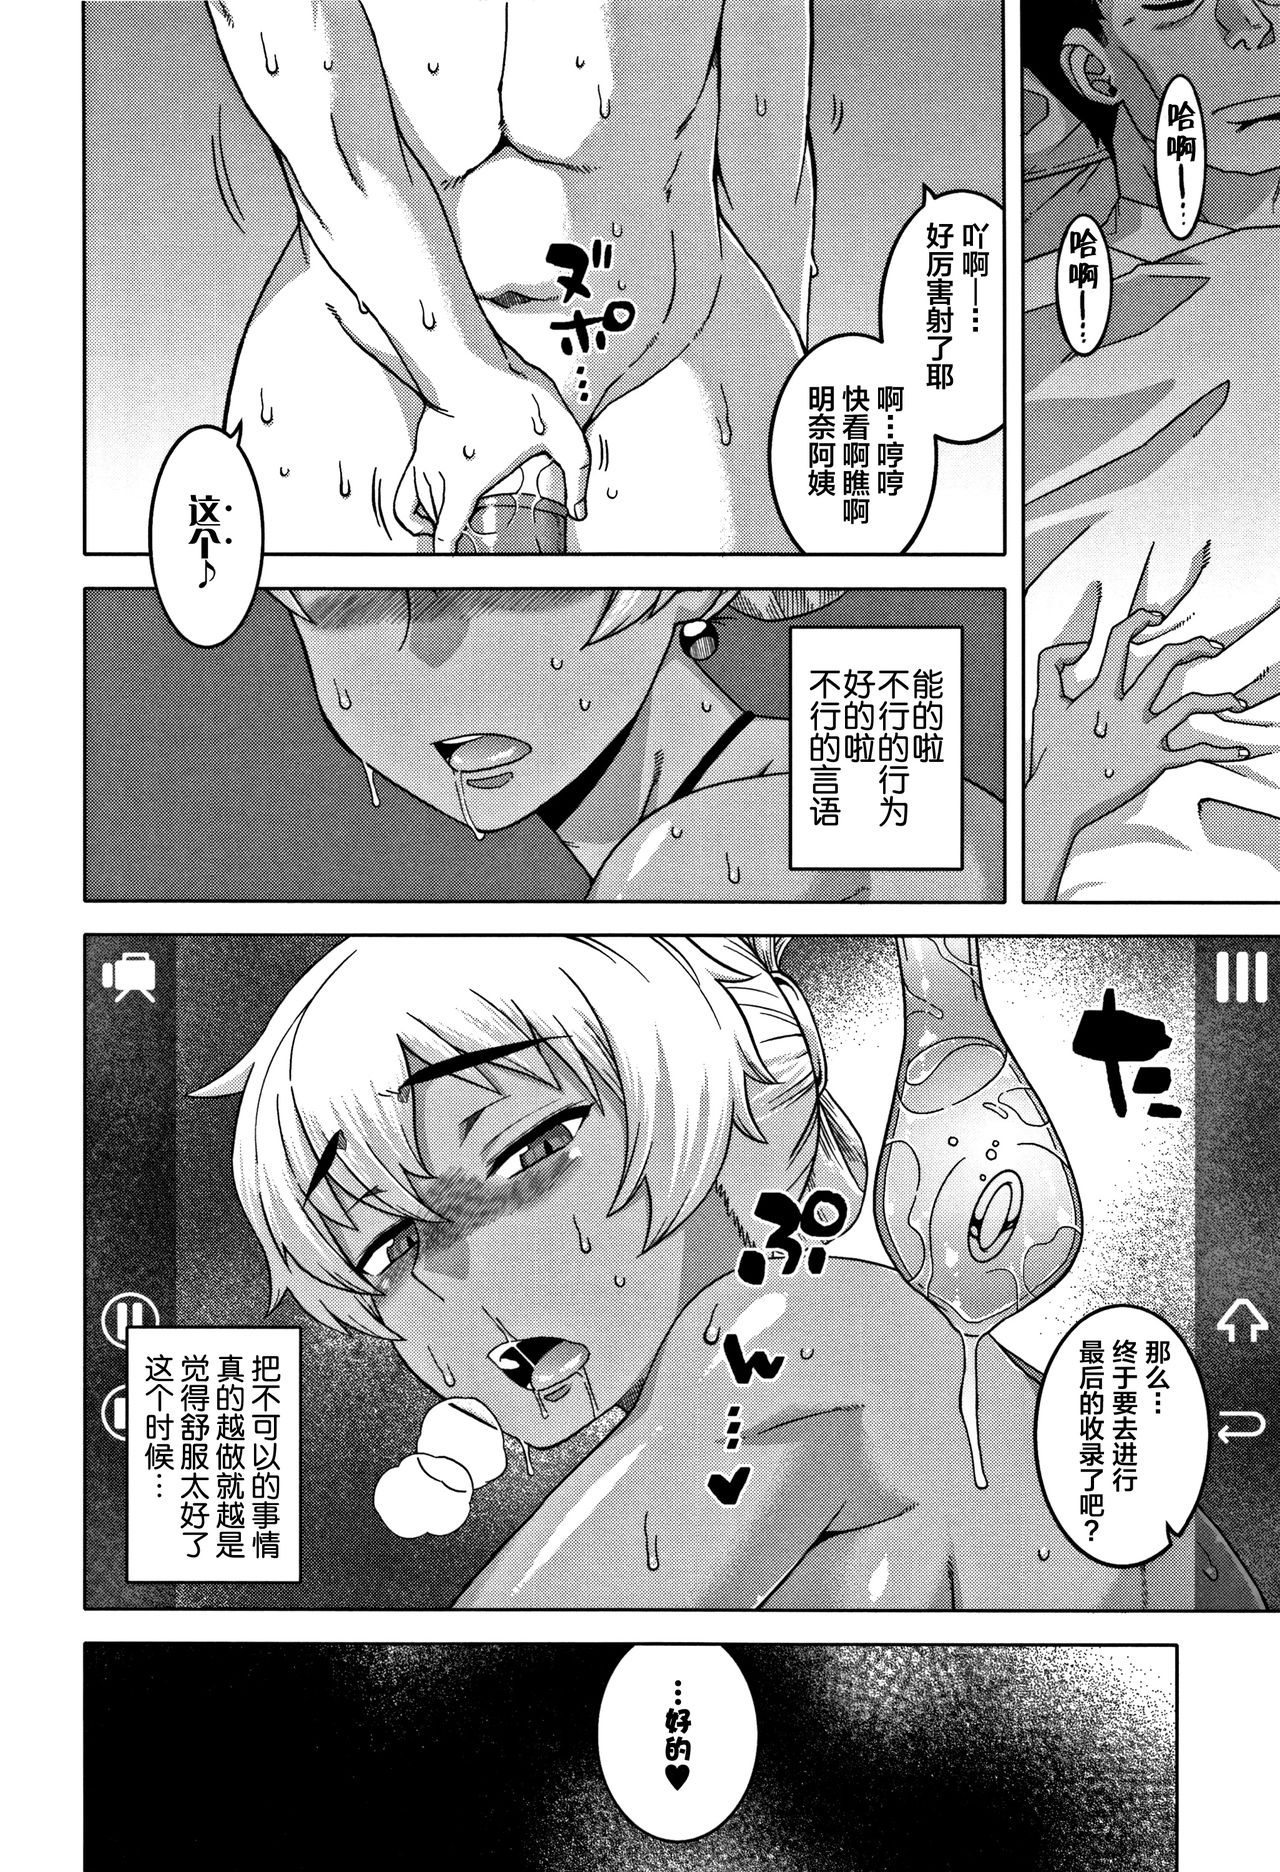 哈啊——…
哈啊——…
吖啊——…
好厉害射了耶
啊…哼哼
快看啊瞧啊
明奈阿姨
ヌポ…
这个♪
能的啦
不行的行为
好的啦
不行的言语
たぷん…♥
那么…
终于要去进行
最后的收录了吧？
把不可以的事情
真的越做就越是
觉得舒服太好了
这个时候…
…好的♥